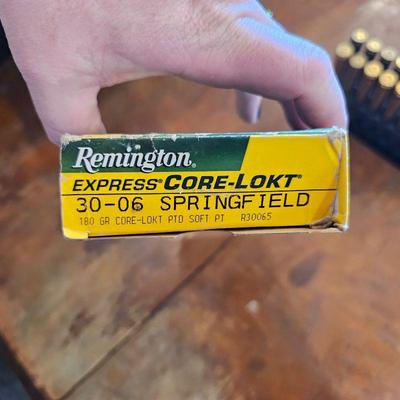 Remington®
EXPRESS® CORE-LOKT®
30-06 SPRINGFIELD
180 GR CORE-LOKT PTD SOFT PT R30065